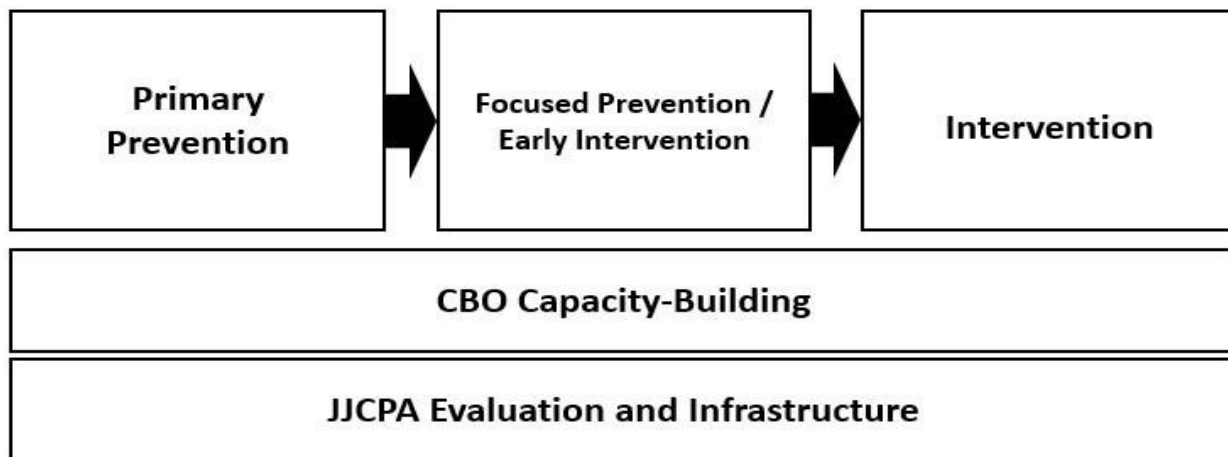 Primary
Prevention
Focused Prevention /
Early Intervention
Intervention
CBO Capacity-Building
JJCPA Evaluation and Infrastructure